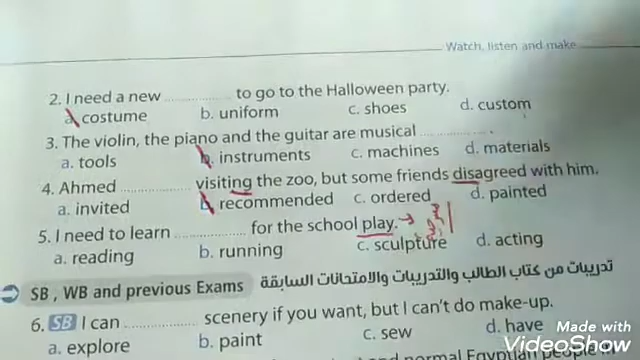 Watch, listen and make
2. I need a new ............... to go to the Halloween party.
a. costume b. uniform c. shoes d. custom
3. The violin, the piano and the guitar are musical ............... .
a. tools b. instruments c. machines d. materials
4. Ahmed ............... visiting the zoo, but some friends disagreed with him.
a. invited b. recommended c. ordered d. painted
5. I need to learn ............... for the school play.
a. reading b. running c. sculpture d. acting
SB , WB and previous Exams تدريبات من كتاب الطالب والتدريبات والامتحانات السابقة
6. SB I can ............... scenery if you want, but I can't do make-up.
a. explore b. paint c. sew d. have
normal Egyptian people in
Made with
VideoShow